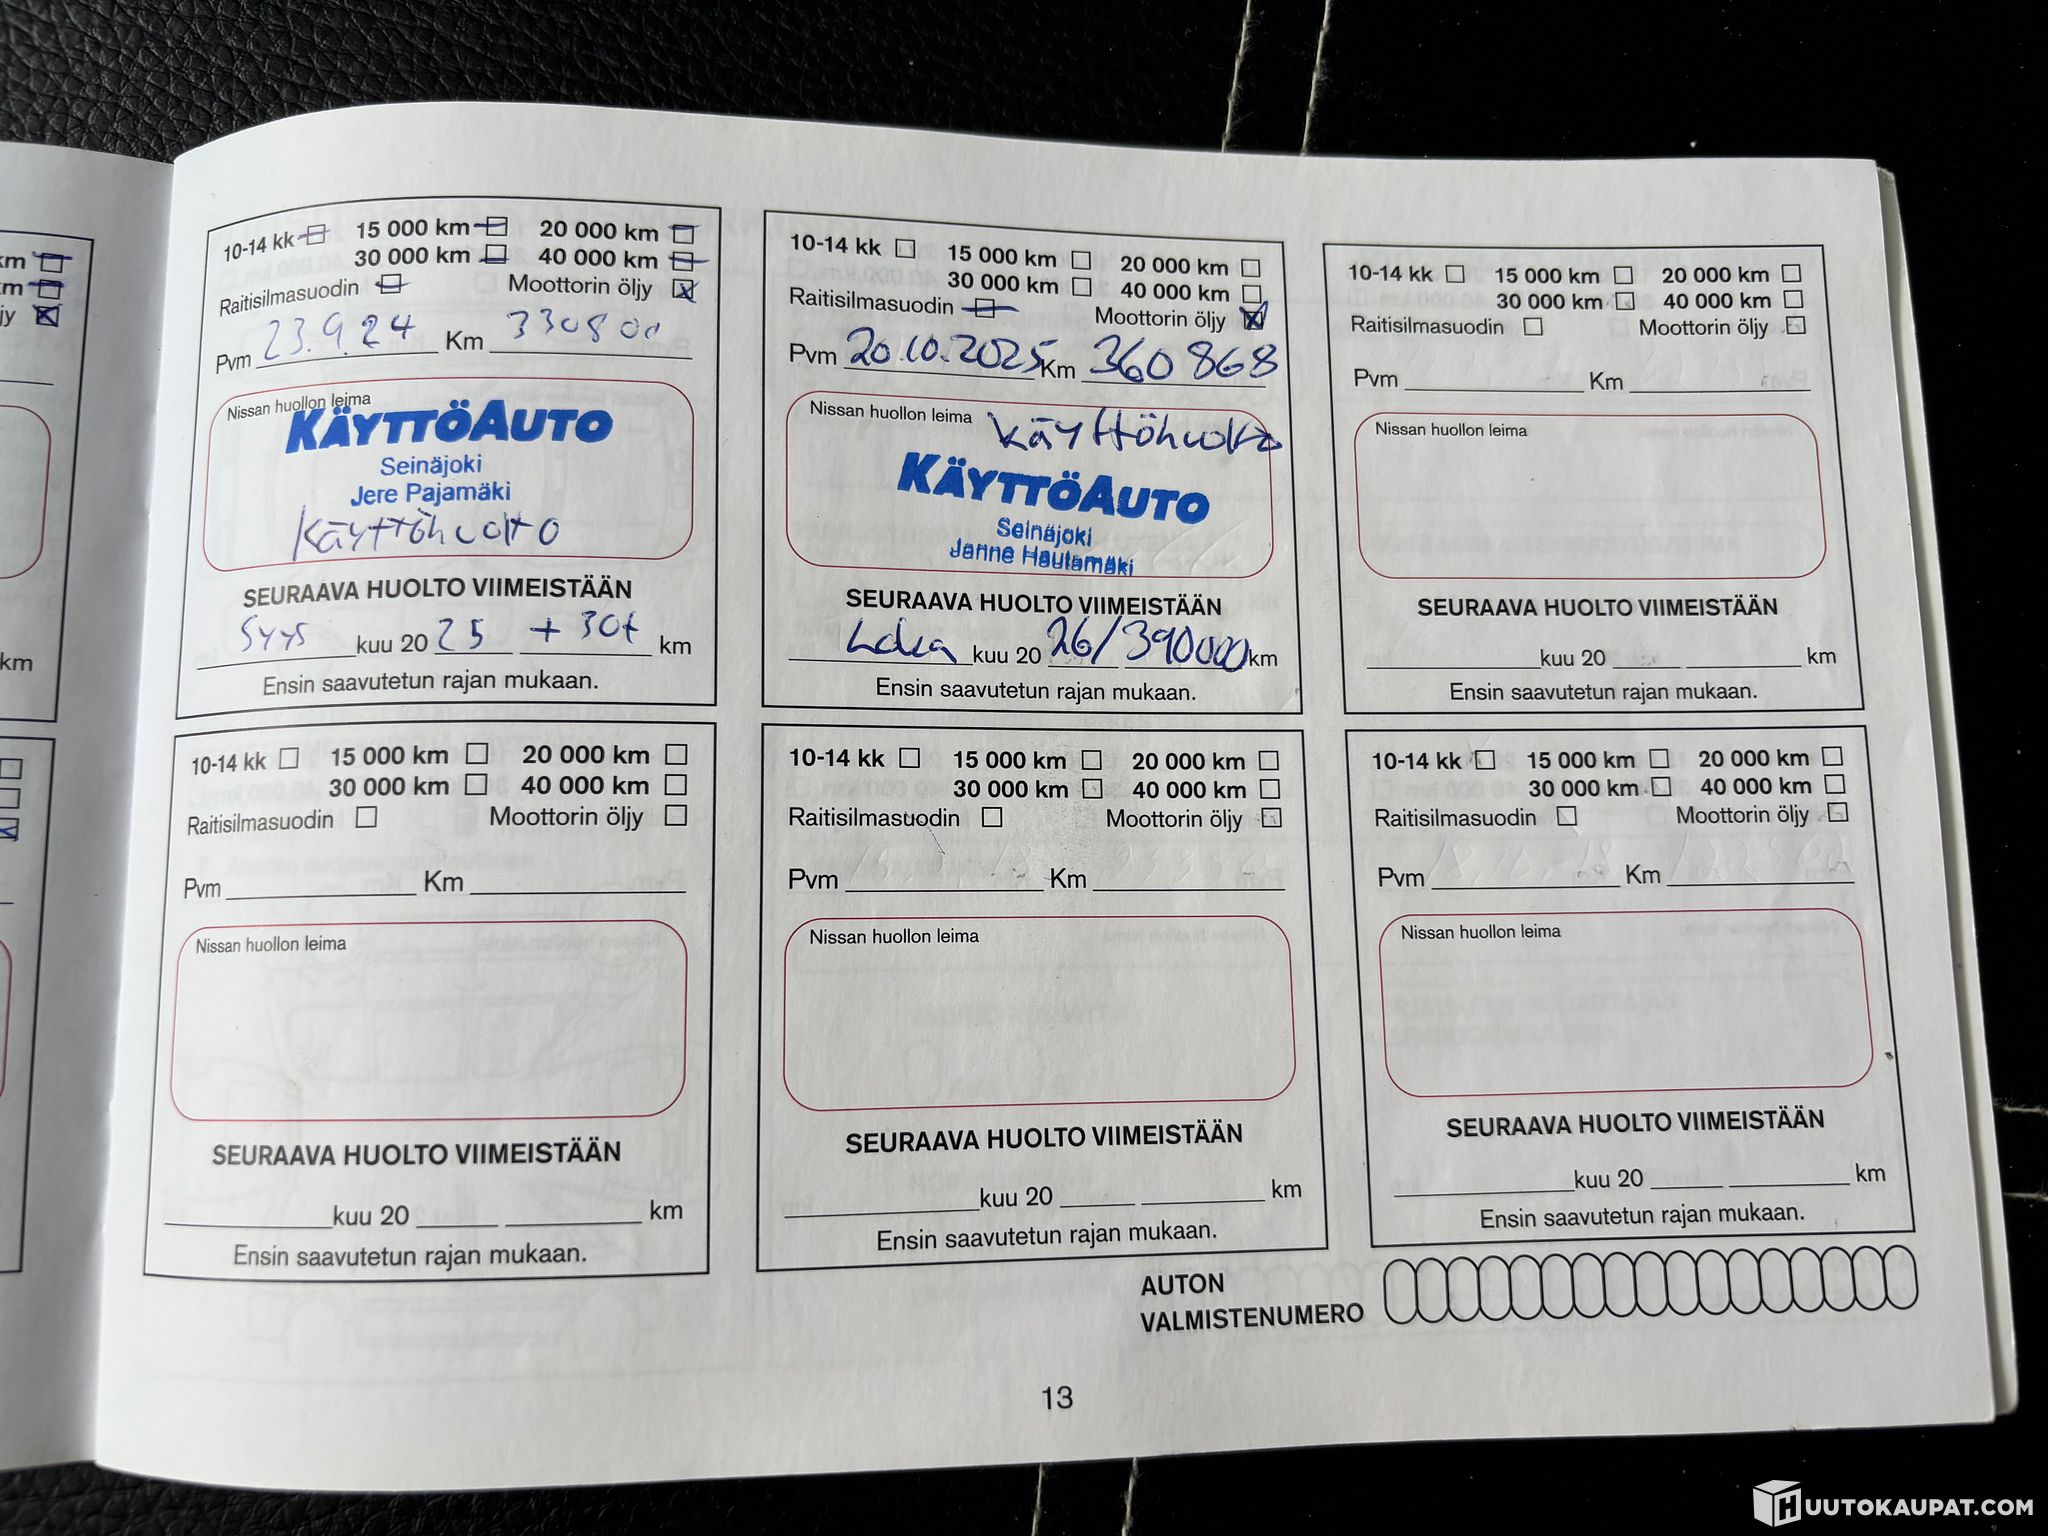 km
km
öljy
km
10-14 kk 15 000 km 20 000 km
30 000 km 40 000 km
Raitisilmasuodin Moottorin öljy
Pvm 23.9.24 Km 330800
Nissan huollon leima
KÄYTTÖAUTO
Seinäjoki
Jere Pajamäki
Käyttöhuolto
SEURAAVA HUOLTO VIIMEISTÄÄN
Syys kuu 20 25 + 30t km
Ensin saavutetun rajan mukaan.
10-14 kk 15 000 km 20 000 km
30 000 km 40 000 km
Raitisilmasuodin Moottorin öljy
Pvm 20.10.2025 Km 360 868
Nissan huollon leima
Käyttöhuolto
KÄYTTÖAUTO
Seinäjoki
Janne Hautamäki
SEURAAVA HUOLTO VIIMEISTÄÄN
Loka kuu 20 26/390000 km
Ensin saavutetun rajan mukaan.
10-14 kk 15 000 km 20 000 km
30 000 km 40 000 km
Raitisilmasuodin Moottorin öljy
Pvm Km
Nissan huollon leima
SEURAAVA HUOLTO VIIMEISTÄÄN
kuu 20 km
Ensin saavutetun rajan mukaan.
10-14 kk 15 000 km 20 000 km
30 000 km 40 000 km
Raitisilmasuodin Moottorin öljy
Pvm Km
Nissan huollon leima
SEURAAVA HUOLTO VIIMEISTÄÄN
kuu 20 km
Ensin saavutetun rajan mukaan.
10-14 kk 15 000 km 20 000 km
30 000 km 40 000 km
Raitisilmasuodin Moottorin öljy
Pvm Km
Nissan huollon leima
SEURAAVA HUOLTO VIIMEISTÄÄN
kuu 20 km
Ensin saavutetun rajan mukaan.
10-14 kk 15 000 km 20 000 km
30 000 km 40 000 km
Raitisilmasuodin Moottorin öljy
Pvm Km
Nissan huollon leima
SEURAAVA HUOLTO VIIMEISTÄÄN
kuu 20 km
Ensin saavutetun rajan mukaan.
AUTON
VALMISTENUMERO
13
HUUTOKAUPAT.COM